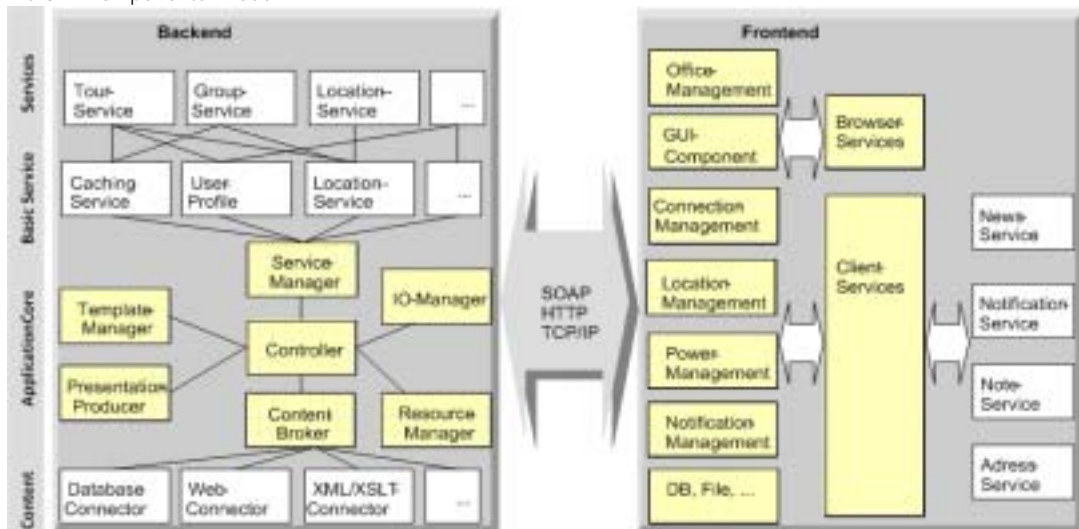 Backend
Services
Tour-
Service
Group-
Service
Location-
Service
...
Basic Service
Caching
Service
User-
Profile
Location-
Service
...
ApplicationCore
Service
Manager
IO-Manager
Template-
Manager
Controller
Presentation
Producer
Content
Broker
Resource
Manager
Content
Database
Connector
Web-
Connector
XML/XSLT-
Connector
...
SOAP
HTTP
TCP/IP
Frontend
Office-
Management
GUI-
Component
Connection
Management
Location-
Management
Power-
Management
Notification
Management
DB, File, ...
Browser-
Services
Client-
Services
News-
Service
Notification-
Service
Note-
Service
Adress-
Service